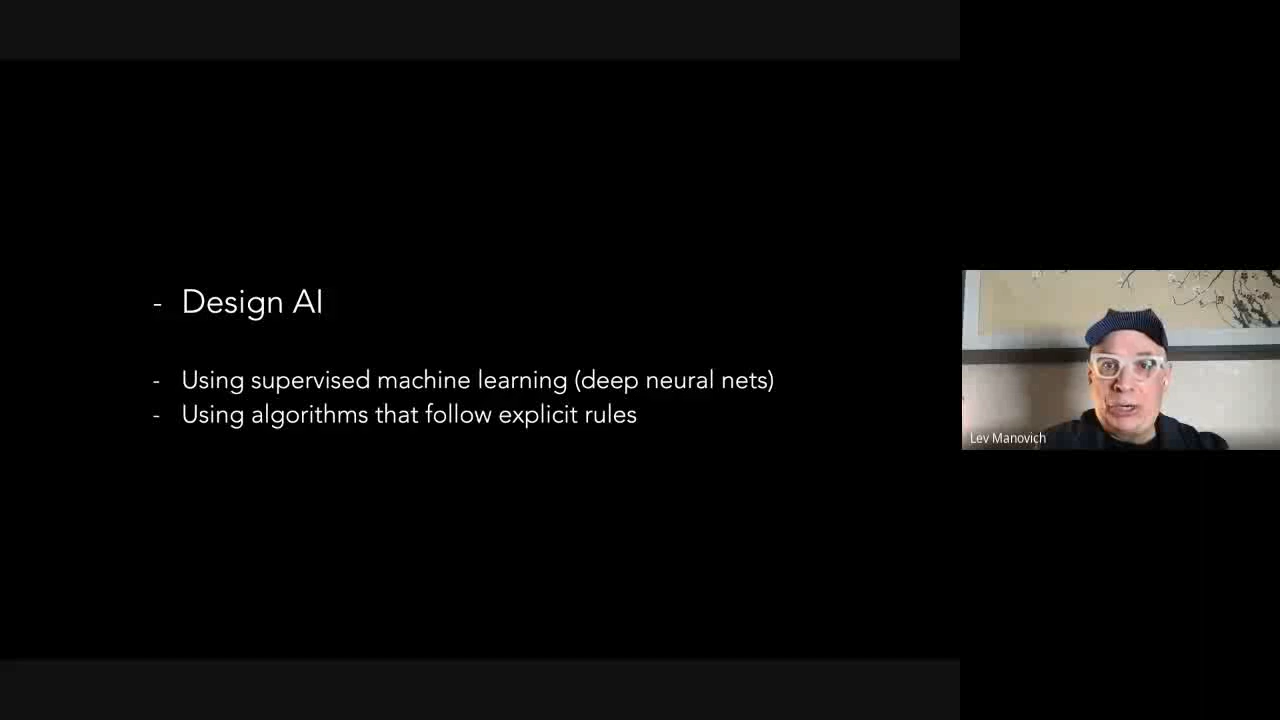 - Design AI
- Using supervised machine learning (deep neural nets)
- Using algorithms that follow explicit rules
Lev Manovich